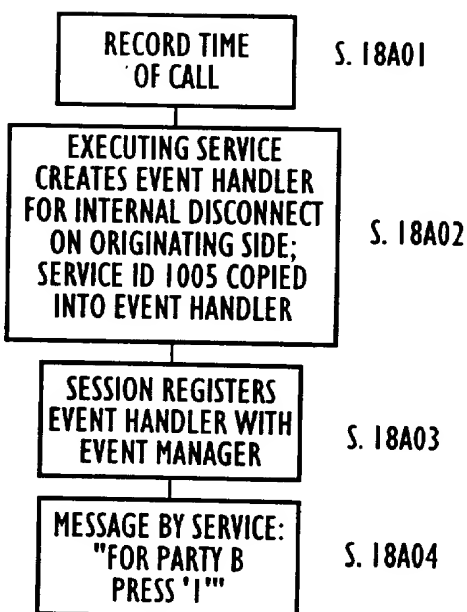 RECORD TIME
OF CALL
S. 18A01
EXECUTING SERVICE
CREATES EVENT HANDLER
FOR INTERNAL DISCONNECT
ON ORIGINATING SIDE;
SERVICE ID 1005 COPIED
INTO EVENT HANDLER
S. 18A02
SESSION REGISTERS
EVENT HANDLER WITH
EVENT MANAGER
S. 18A03
MESSAGE BY SERVICE:
"FOR PARTY B
PRESS '1'"
S. 18A04